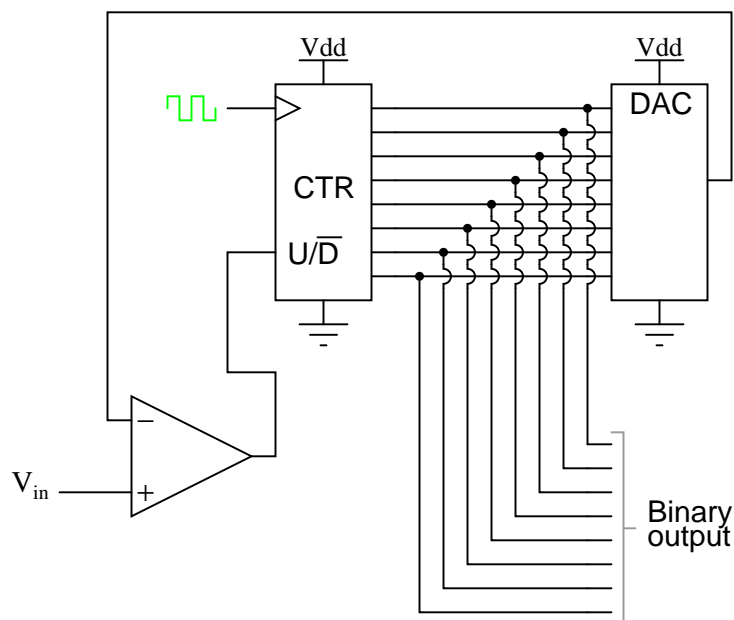 Vdd
Vdd
DAC
CTR
U/D̅
−
+
Vin
Binary
output